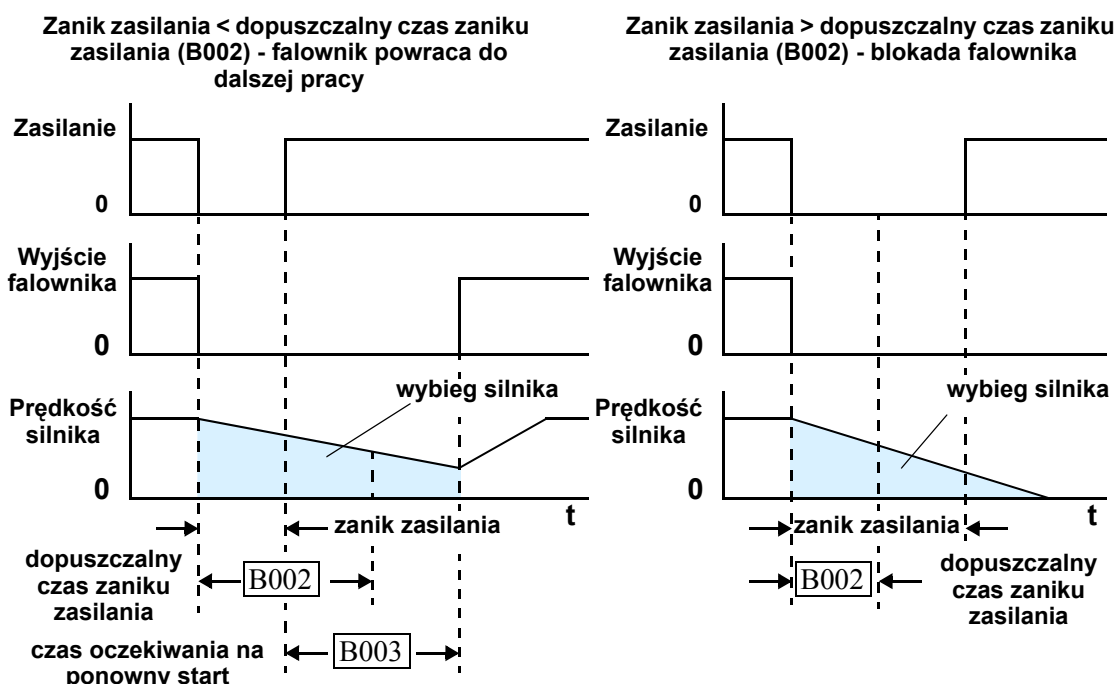 Zanik zasilania < dopuszczalny czas zaniku
zasilania (B002) - falownik powraca do
dalszej pracy
Zasilanie
0
Wyjście
falownika
0
Prędkość
silnika
wybieg silnika
0
t
zanik zasilania
dopuszczalny
czas zaniku
zasilania
B002
czas oczekiwania na
ponowny start
B003
Zanik zasilania > dopuszczalny czas zaniku
zasilania (B002) - blokada falownika
Zasilanie
0
Wyjście
falownika
0
Prędkość
silnika
wybieg silnika
0
t
zanik zasilania
B002
dopuszczalny
czas zaniku
zasilania